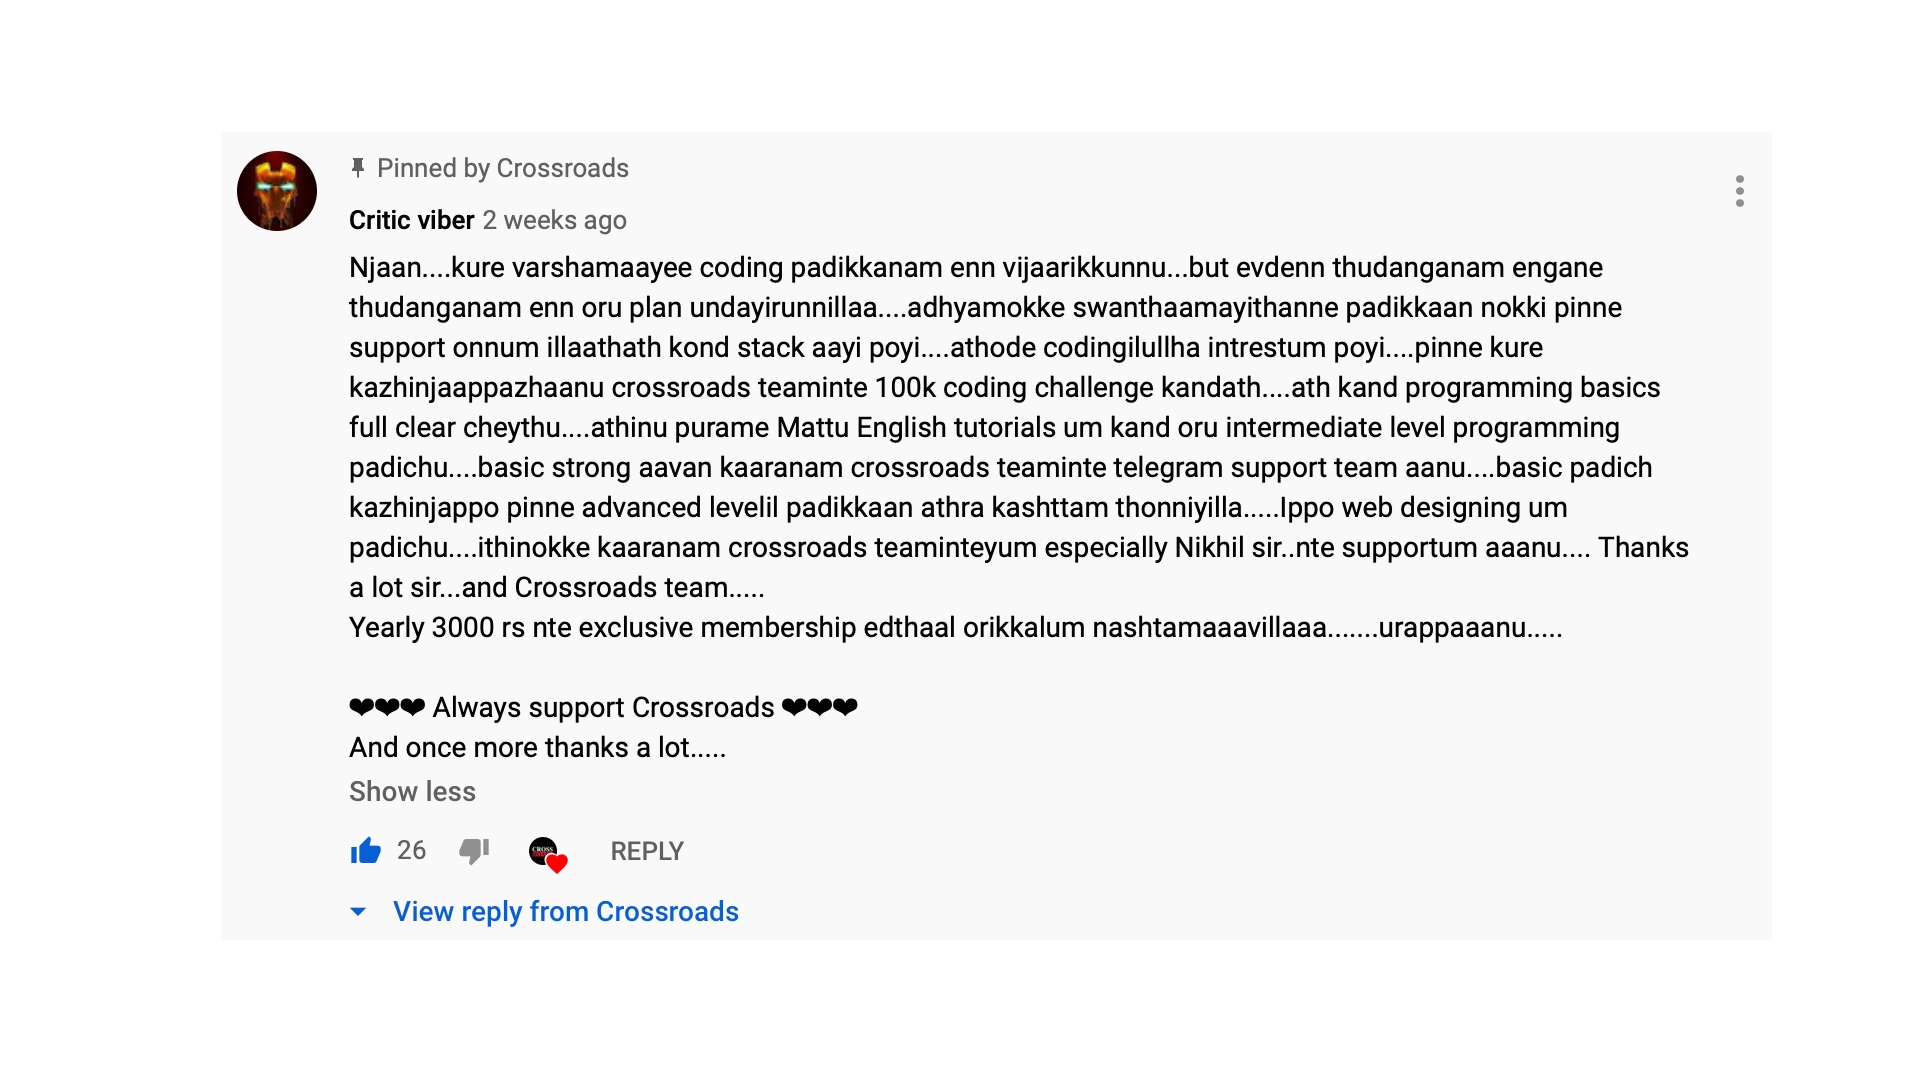 Pinned by Crossroads
Critic viber 2 weeks ago
Njaan....kure varshamaayee coding padikkanam enn vijaarikkunnu...but evdenn thudanganam engane
thudanganam enn oru plan undayirunnillaa....adhyamokke swanthaamayithanne padikkaan nokki pinne
support onnum illaathath kond stack aayi poyi....athode codingilullha intrestum poyi....pinne kure
kazhinjaappazhaanu crossroads teaminte 100k coding challenge kandath....ath kand programming basics
full clear cheythu....athinu purame Mattu English tutorials um kand oru intermediate level programming
padichu....basic strong aavan kaaranam crossroads teaminte telegram support team aanu....basic padich
kazhinjappo pinne advanced levelil padikkaan athra kashttam thonniyilla.....Ippo web designing um
padichu....ithinokke kaaranam crossroads teaminteyum especially Nikhil sir..nte supportum aaanu.... Thanks
a lot sir...and Crossroads team.....
Yearly 3000 rs nte exclusive membership edthaal orikkalum nashtamaaavillaaa.......urappaaanu.....
❤❤❤ Always support Crossroads ❤❤❤
And once more thanks a lot.....
Show less
26 REPLY
View reply from Crossroads